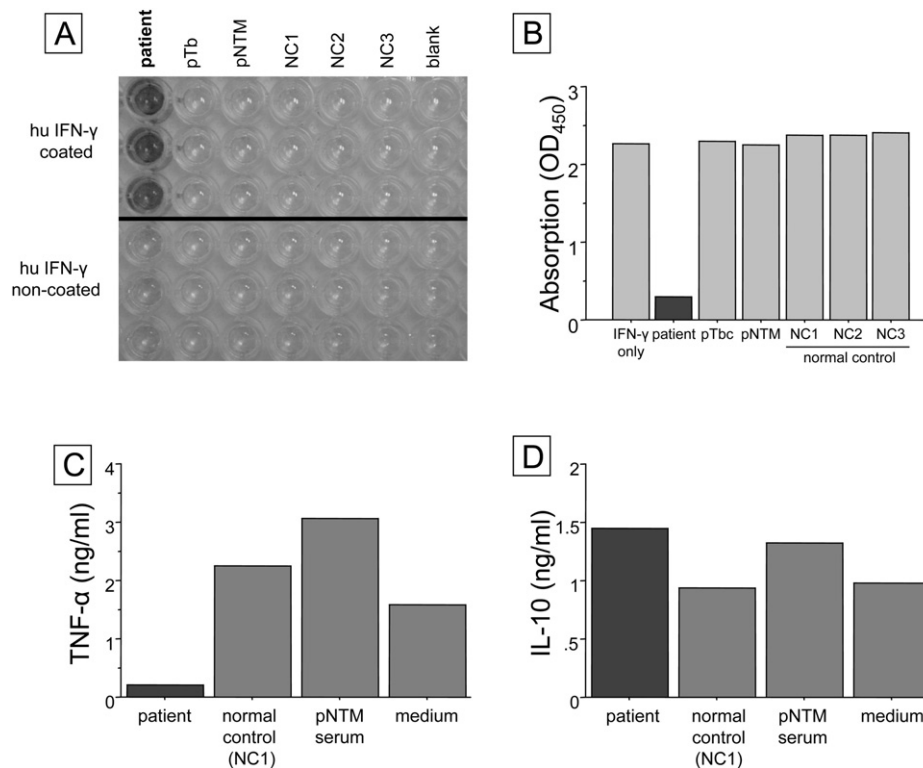 A
patient
pTb
pNTM
NC1
NC2
NC3
blank
hu IFN-γ
coated
hu IFN-γ
non-coated
B
Absorption (OD450)
3
2
1
0
IFN-γ
only
patient
pTbc
pNTM
NC1
NC2
NC3
normal control
C
TNF-α (ng/ml)
4
3
2
1
0
patient
normal
control
(NC1)
pNTM
serum
medium
D
IL-10 (ng/ml)
2
1.5
1
.5
0
patient
normal
control
(NC1)
pNTM
serum
medium